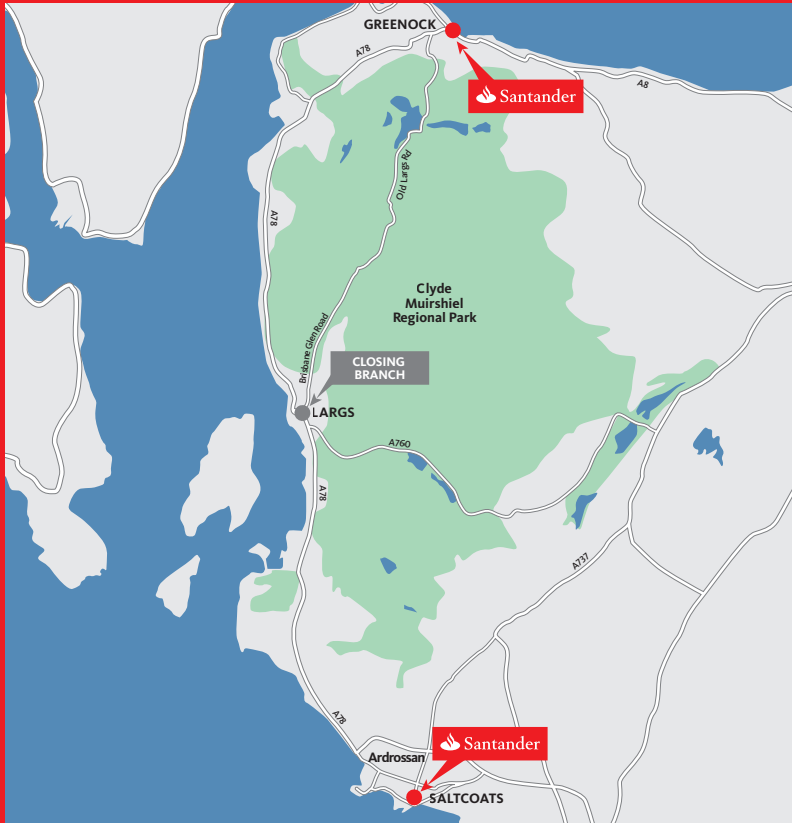 GREENOCK
A78
Santander
A8
Old Largs Rd
A78
Clyde
Muirshiel
Regional Park
Brisbane Glen Road
CLOSING
BRANCH
LARGS
A760
A78
A737
A78
Santander
Ardrossan
SALTCOATS